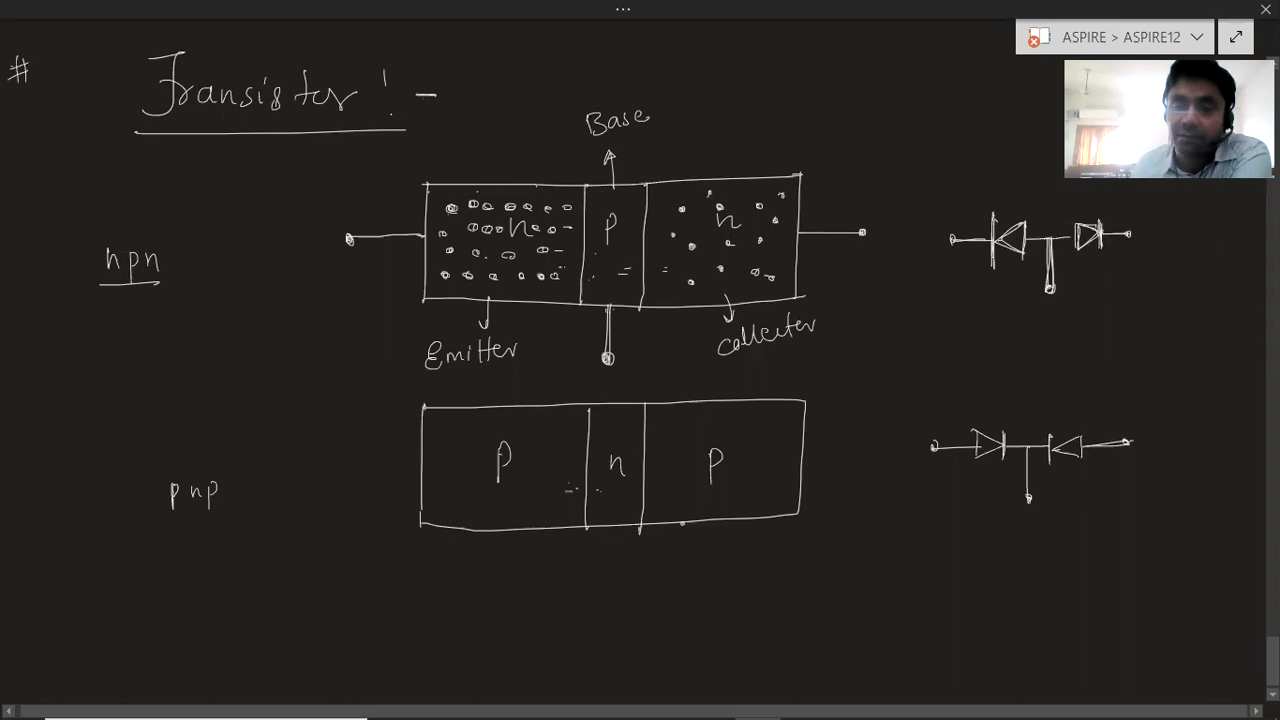 ASPIRE > ASPIRE12
# Transistor :-
Base
n p n
npn
Emitter
Collector
p n p
pnp